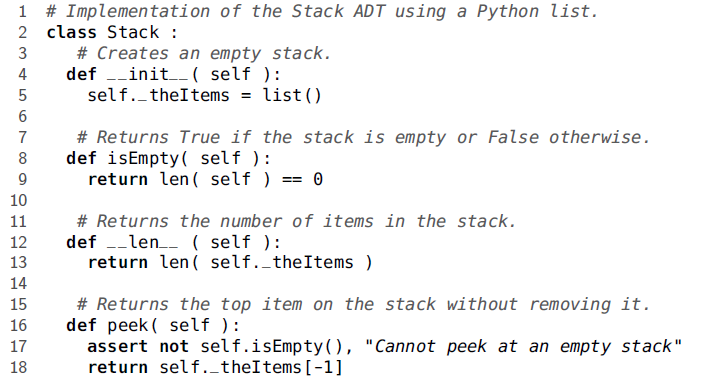 1 # Implementation of the Stack ADT using a Python list.
2 class Stack :
3 # Creates an empty stack.
4 def __init__( self ):
5 self._theItems = list()
6
7 # Returns True if the stack is empty or False otherwise.
8 def isEmpty( self ):
9 return len( self ) == 0
10
11 # Returns the number of items in the stack.
12 def __len__ ( self ):
13 return len( self._theItems )
14
15 # Returns the top item on the stack without removing it.
16 def peek( self ):
17 assert not self.isEmpty(), "Cannot peek at an empty stack"
18 return self._theItems[-1]